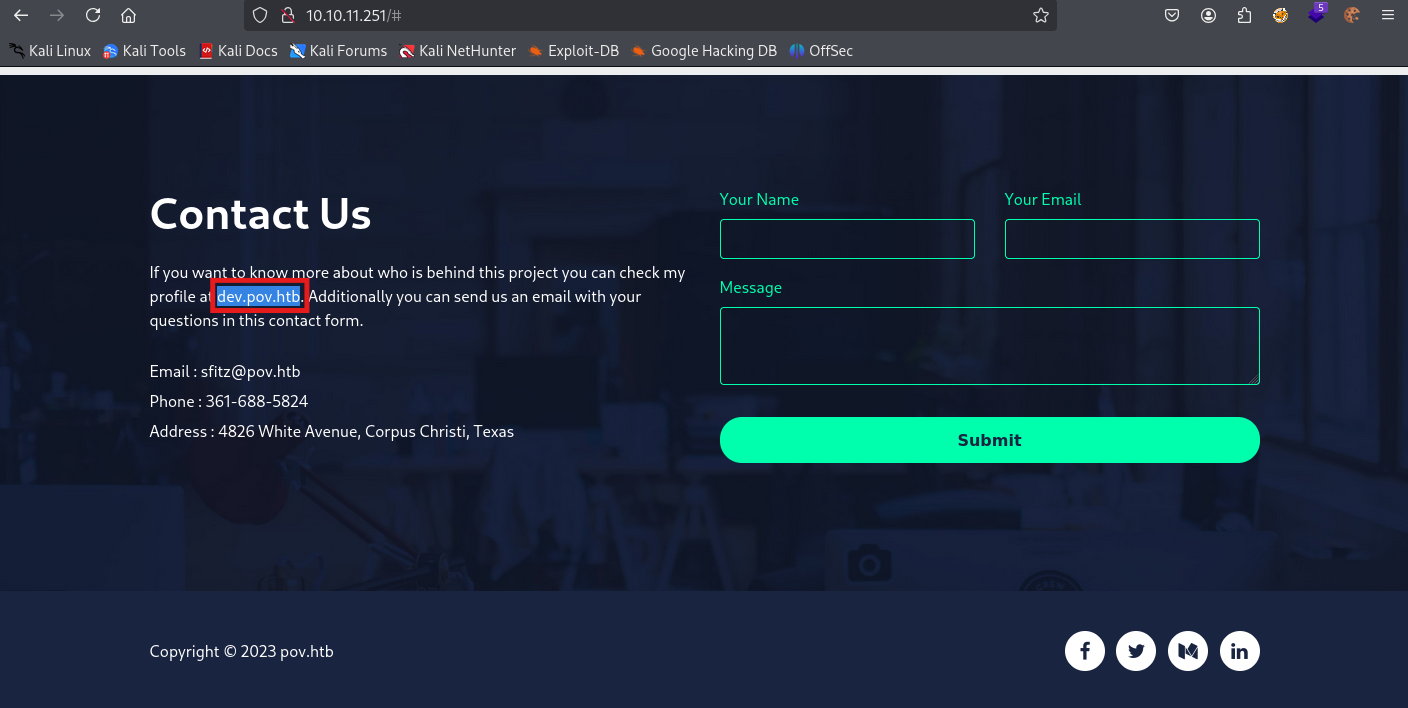 10.10.11.251/#
5
Kali Linux Kali Tools Kali Docs Kali Forums Kali NetHunter Exploit-DB Google Hacking DB OffSec
Contact Us
If you want to know more about who is behind this project you can check my
profile at dev.pov.htb. Additionally you can send us an email with your
questions in this contact form.
Email : sfitz@pov.htb
Phone : 361-688-5824
Address : 4826 White Avenue, Corpus Christi, Texas
Your Name Your Email
Message
Submit
Copyright © 2023 pov.htb